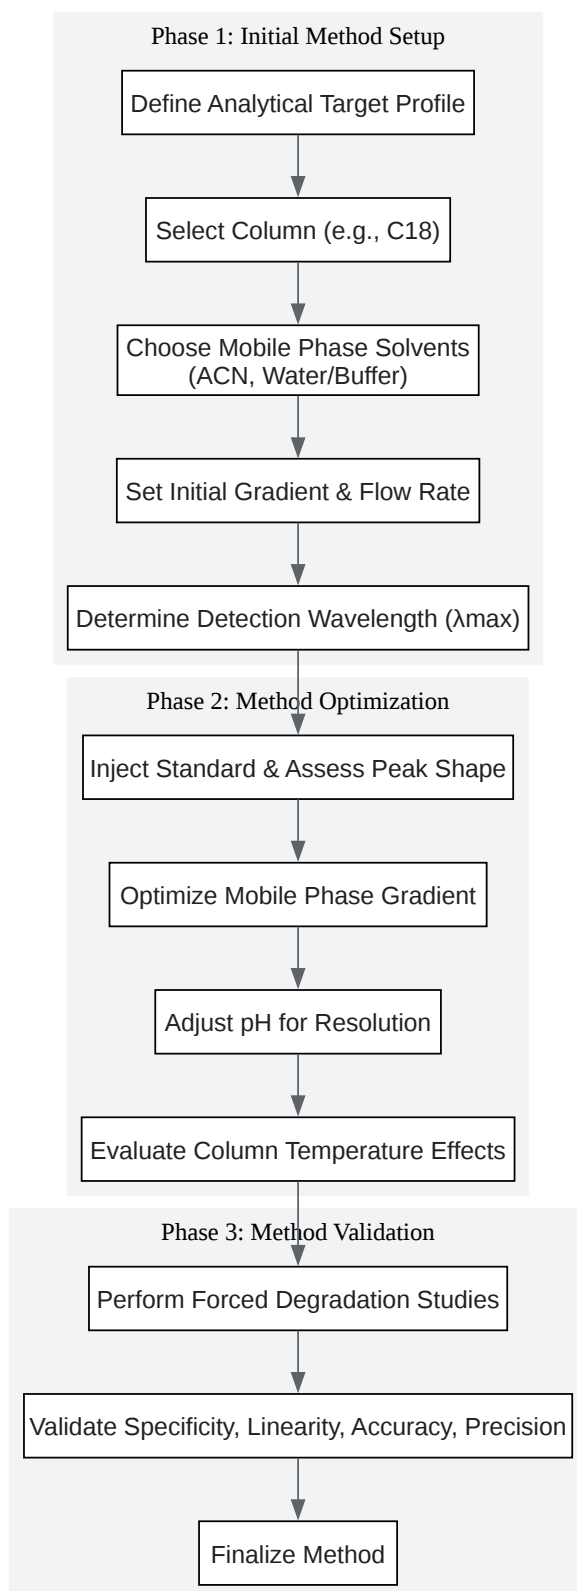 Phase 1: Initial Method Setup
Define Analytical Target Profile
Select Column (e.g., C18)
Choose Mobile Phase Solvents
(ACN, Water/Buffer)
Set Initial Gradient & Flow Rate
Determine Detection Wavelength (λmax)
Phase 2: Method Optimization
Inject Standard & Assess Peak Shape
Optimize Mobile Phase Gradient
Adjust pH for Resolution
Evaluate Column Temperature Effects
Phase 3: Method Validation
Perform Forced Degradation Studies
Validate Specificity, Linearity, Accuracy, Precision
Finalize Method